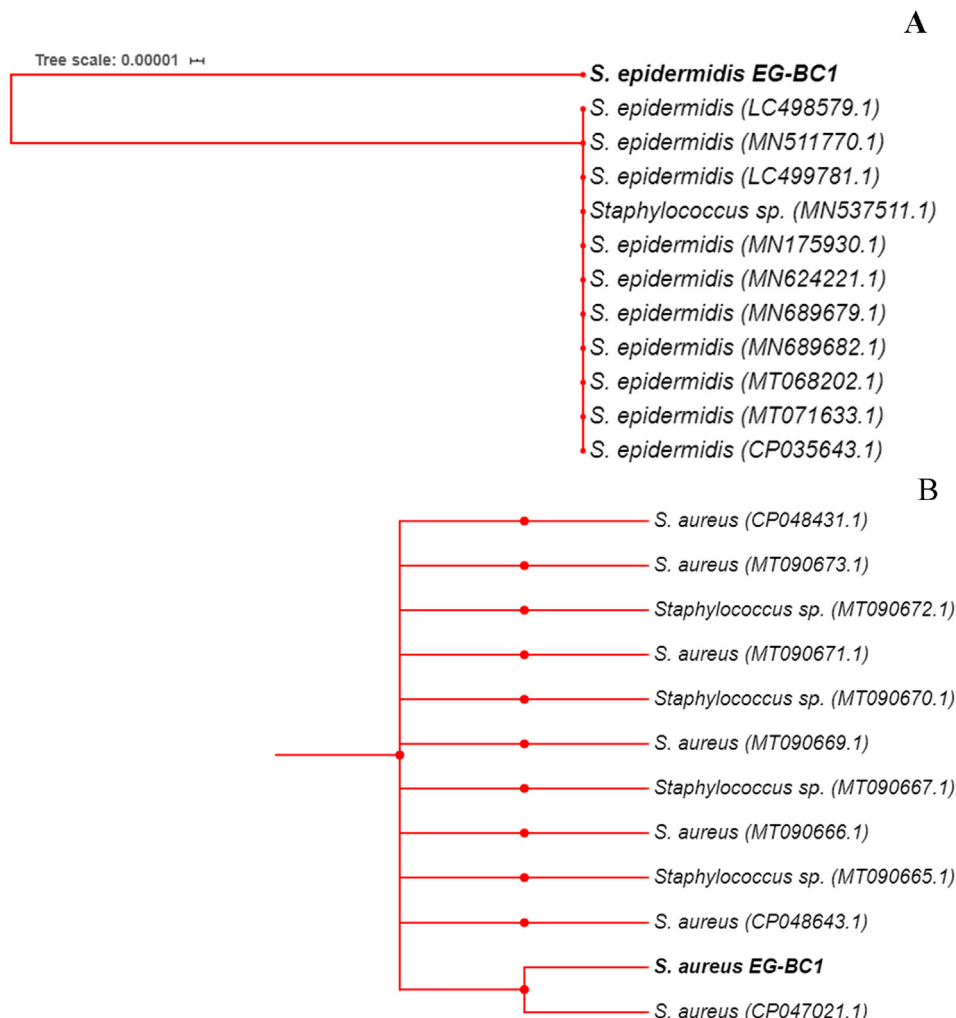 A
Tree scale: 0.00001
S. epidermidis EG-BC1
S. epidermidis (LC498579.1)
S. epidermidis (MN511770.1)
S. epidermidis (LC499781.1)
Staphylococcus sp. (MN537511.1)
S. epidermidis (MN175930.1)
S. epidermidis (MN624221.1)
S. epidermidis (MN689679.1)
S. epidermidis (MN689682.1)
S. epidermidis (MT068202.1)
S. epidermidis (MT071633.1)
S. epidermidis (CP035643.1)
B
S. aureus (CP048431.1)
S. aureus (MT090673.1)
Staphylococcus sp. (MT090672.1)
S. aureus (MT090671.1)
Staphylococcus sp. (MT090670.1)
S. aureus (MT090669.1)
Staphylococcus sp. (MT090667.1)
S. aureus (MT090666.1)
Staphylococcus sp. (MT090665.1)
S. aureus (CP048643.1)
S. aureus EG-BC1
S. aureus (CP047021.1)